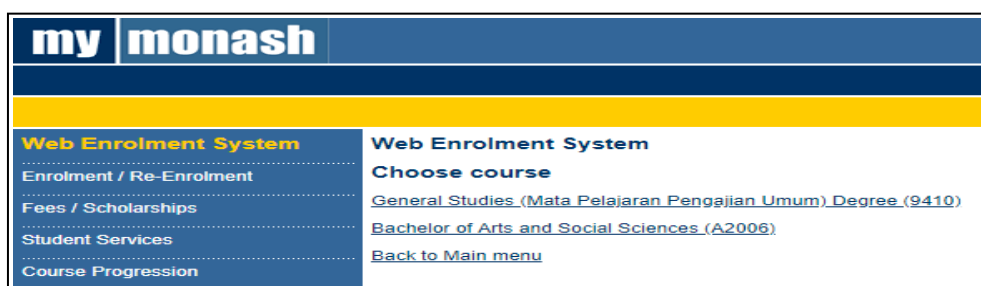 my monash
Web Enrolment System
Enrolment / Re-Enrolment
Fees / Scholarships
Student Services
Course Progression
Web Enrolment System
Choose course
General Studies (Mata Pelajaran Pengajian Umum) Degree (9410)
Bachelor of Arts and Social Sciences (A2006)
Back to Main menu